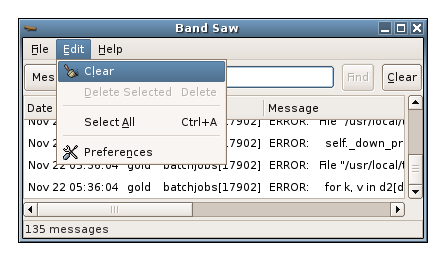 Band Saw
File Edit Help
Mes Find Clear
Clear
Delete Selected Delete
Select All Ctrl+A
Preferences
Date Message
Nov 22 17902] ERROR: File "/usr/local/
Nov 22 .17902] ERROR: self._down_pr
Nov 22 05:36:04 gold batchjobs[17902] ERROR: File "/usr/local/
Nov 22 05:36:04 gold batchjobs[17902] ERROR: for k, v in d2[d
135 messages